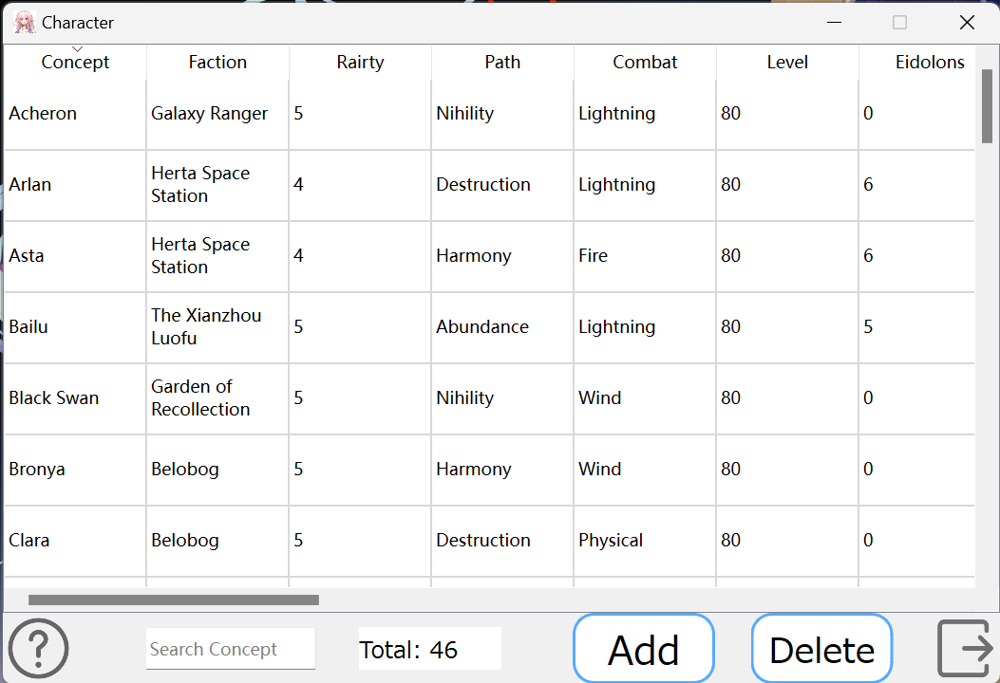 Character
Concept Faction Rairty Path Combat Level Eidolons
Acheron Galaxy Ranger 5 Nihility Lightning 80 0
Arlan Herta Space Station 4 Destruction Lightning 80 6
Asta Herta Space Station 4 Harmony Fire 80 6
Bailu The Xianzhou Luofu 5 Abundance Lightning 80 5
Black Swan Garden of Recollection 5 Nihility Wind 80 0
Bronya Belobog 5 Harmony Wind 80 0
Clara Belobog 5 Destruction Physical 80 0
Search Concept Total: 46 Add Delete